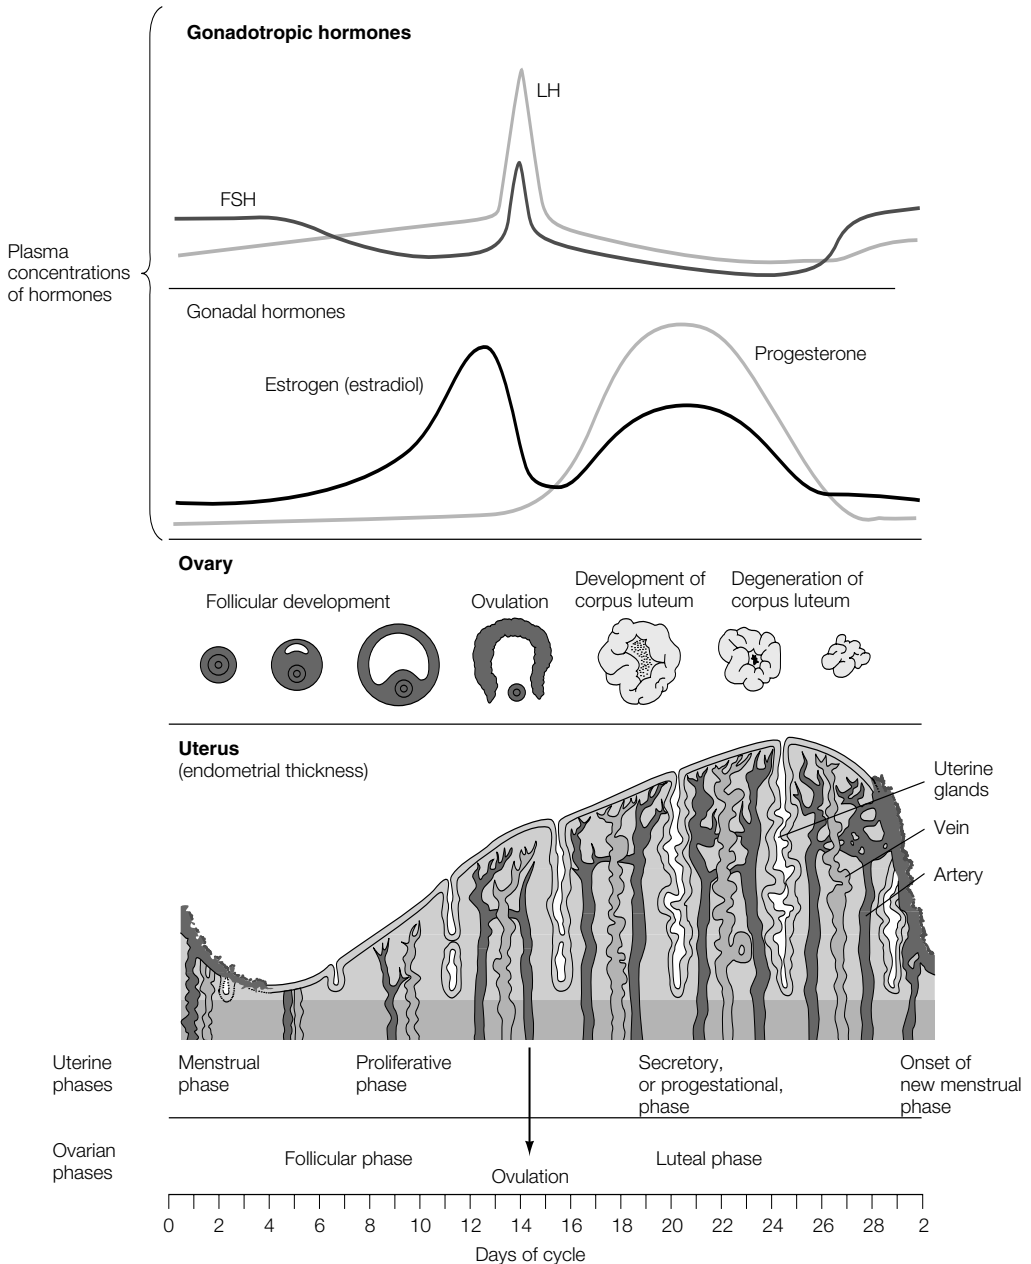 Gonadotropic hormones
LH
FSH
Plasma
concentrations
of hormones
Gonadal hormones
Progesterone
Estrogen (estradiol)
Ovary
Follicular development
Ovulation
Development of
corpus luteum
Degeneration of
corpus luteum
Uterus
(endometrial thickness)
Uterine
glands
Vein
Artery
Uterine
phases
Menstrual
phase
Proliferative
phase
Secretory,
or progestational,
phase
Onset of
new menstrual
phase
Ovarian
phases
Follicular phase
Ovulation
Luteal phase
0 2 4 6 8 10 12 14 16 18 20 22 24 26 28 2
Days of cycle